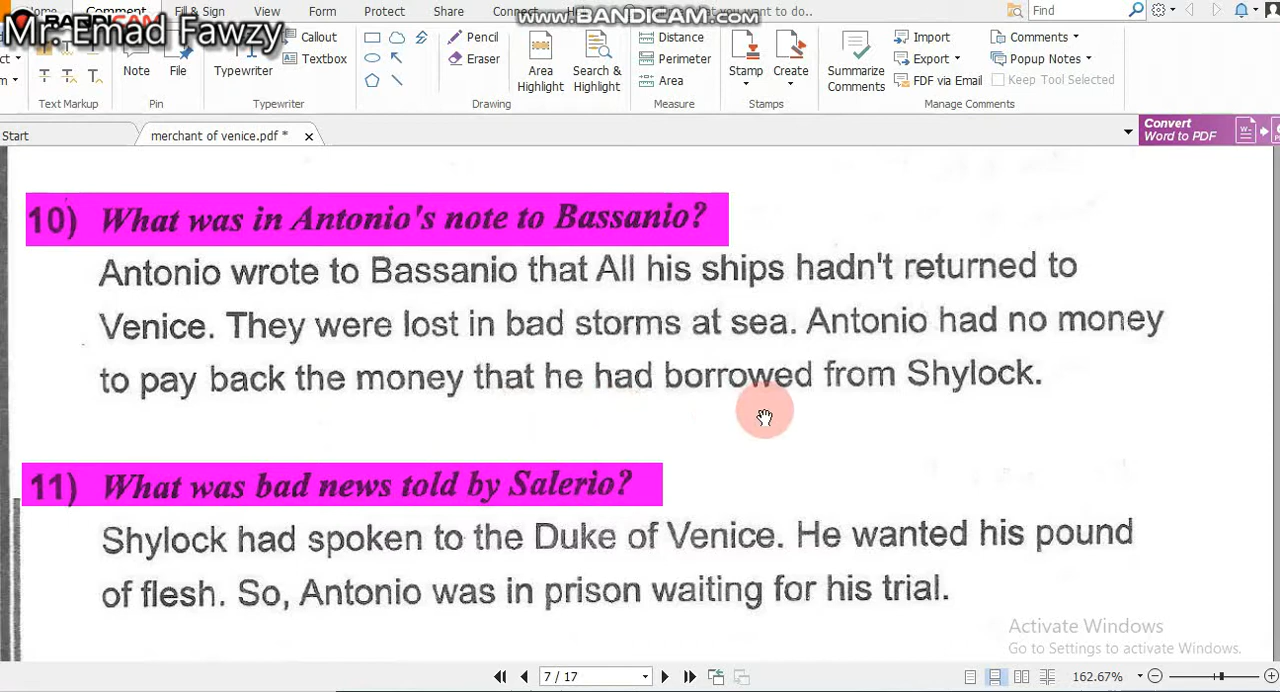 Home Comment Fill & Sign View Form Protect Share Connect
WWW.BANDICAM.COM
what you want to do..
Find
BANDICAM
Mr. Emad Fawzy
Callout
Textbox
Note
File
Typewriter
Pencil
Eraser
Area
Highlight
Search &
Highlight
Distance
Perimeter
Area
Stamp
Create
Summarize
Comments
Import
Export
FDF via Email
Comments
Popup Notes
Keep Tool Selected
Text Markup
Pin
Typewriter
Drawing
Measure
Stamps
Manage Comments
Start
merchant of venice.pdf *
Convert
Word to PDF
10) What was in Antonio's note to Bassanio?
Antonio wrote to Bassanio that All his ships hadn't returned to
Venice. They were lost in bad storms at sea. Antonio had no money
to pay back the money that he had borrowed from Shylock.
11) What was bad news told by Salerio?
Shylock had spoken to the Duke of Venice. He wanted his pound
of flesh. So, Antonio was in prison waiting for his trial.
Activate Windows
Go to Settings to activate Windows.
7 / 17
162.67%